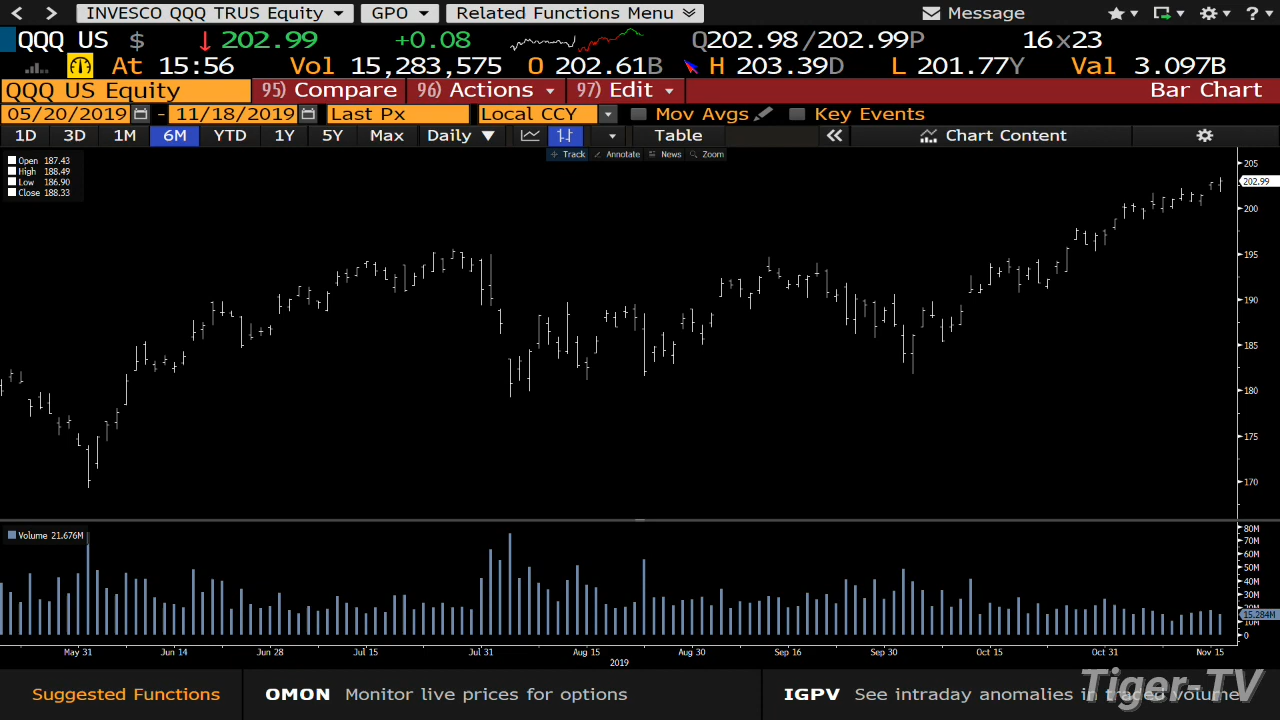 INVESCO QQQ TRUS Equity GPO Related Functions Menu Message ?
QQQ US $ ↓ 202.99 +0.08 Q202.98/202.99P 16x23
At 15:56 Vol 15,283,575 O 202.61B H 203.39D L 201.77Y Val 3.097B
QQQ US Equity 95) Compare 96) Actions 97) Edit Bar Chart
05/20/2019 - 11/18/2019 Last Px Local CCY Mov Avgs Key Events
1D 3D 1M 6M YTD 1Y 5Y Max Daily ▼ Table « Chart Content
Track Annotate News Zoom
Open 187.43
High 188.49
Low 186.90
Close 188.33
205
202.99
200
195
190
185
180
175
170
Volume 21.676M
80M
70M
60M
50M
40M
30M
20M
15.284M
10M
0
May 31 Jun 14 Jun 28 Jul 15 Jul 31 Aug 15 Aug 30 Sep 16 Sep 30 Oct 15 Oct 31 Nov 15
2019
Suggested Functions OMON Monitor live prices for options IGPV See intraday anomalies in traded volume
Tiger-TV